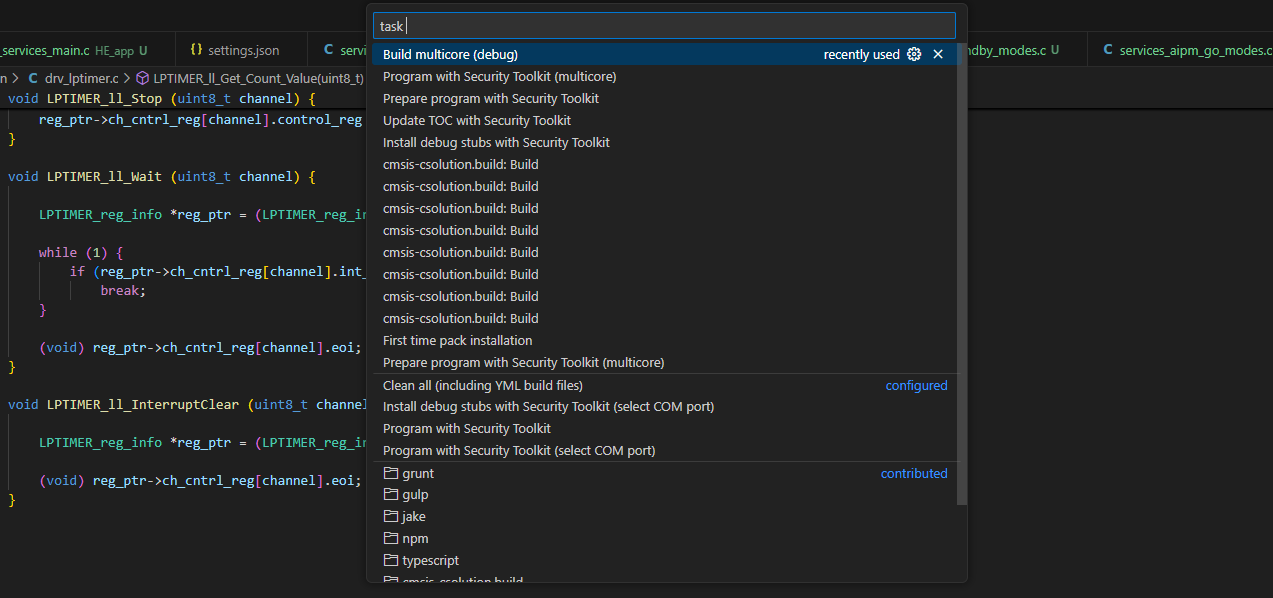 task
_services_main.c HE_app U
{} settings.json
C servi
ndby_modes.c U
C services_aipm_go_modes.c
n > C drv_lptimer.c > LPTIMER_ll_Get_Count_Value(uint8_t)
void LPTIMER_ll_Stop (uint8_t channel) {
reg_ptr->ch_cntrl_reg[channel].control_reg
}
void LPTIMER_ll_Wait (uint8_t channel) {
LPTIMER_reg_info *reg_ptr = (LPTIMER_reg_in
while (1) {
if (reg_ptr->ch_cntrl_reg[channel].int_
break;
}
(void) reg_ptr->ch_cntrl_reg[channel].eoi;
}
void LPTIMER_ll_InterruptClear (uint8_t channel
LPTIMER_reg_info *reg_ptr = (LPTIMER_reg_in
(void) reg_ptr->ch_cntrl_reg[channel].eoi;
}
Build multicore (debug) recently used
Program with Security Toolkit (multicore)
Prepare program with Security Toolkit
Update TOC with Security Toolkit
Install debug stubs with Security Toolkit
cmsis-csolution.build: Build
cmsis-csolution.build: Build
cmsis-csolution.build: Build
cmsis-csolution.build: Build
cmsis-csolution.build: Build
cmsis-csolution.build: Build
cmsis-csolution.build: Build
cmsis-csolution.build: Build
First time pack installation
Prepare program with Security Toolkit (multicore)
Clean all (including YML build files) configured
Install debug stubs with Security Toolkit (select COM port)
Program with Security Toolkit
Program with Security Toolkit (select COM port)
grunt contributed
gulp
jake
npm
typescript
cmsis-csolution.build